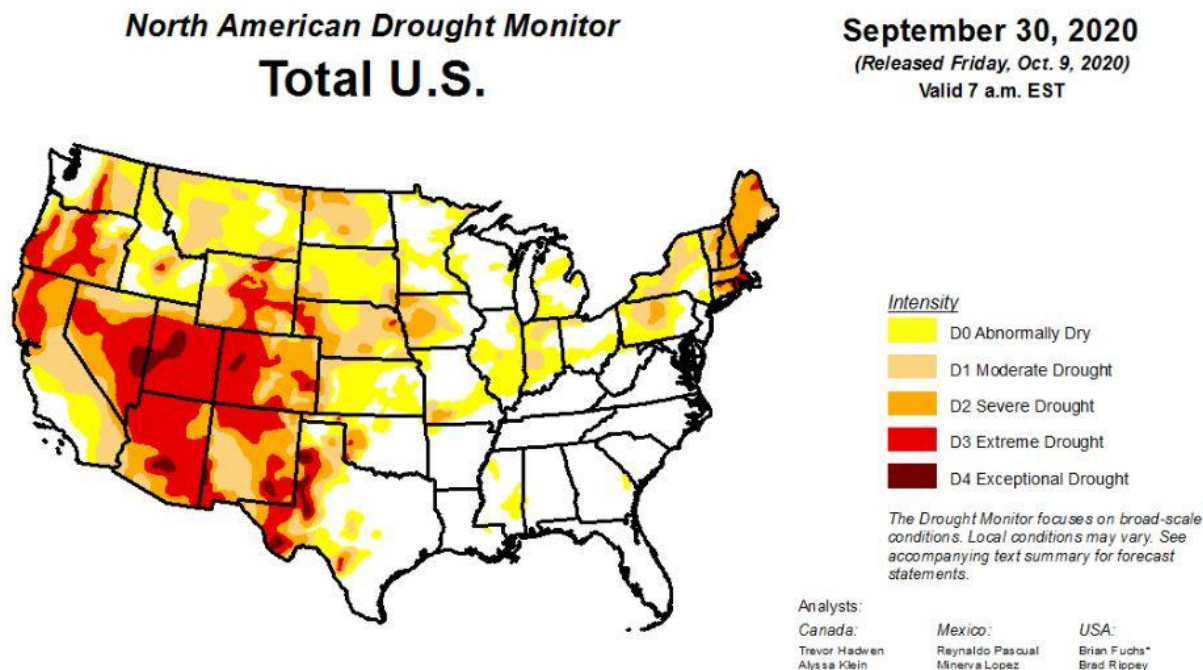 North American Drought Monitor
Total U.S.
September 30, 2020
(Released Friday, Oct. 9, 2020)
Valid 7 a.m. EST
Intensity
D0 Abnormally Dry
D1 Moderate Drought
D2 Severe Drought
D3 Extreme Drought
D4 Exceptional Drought
The Drought Monitor focuses on broad-scale
conditions. Local conditions may vary. See
accompanying text summary for forecast
statements.
Analysts:
Canada: Mexico: USA:
Trevor Hadwen Reynaldo Pascual Brian Fuchs*
Alyssa Klein Minerva Lopez Brad Rippey